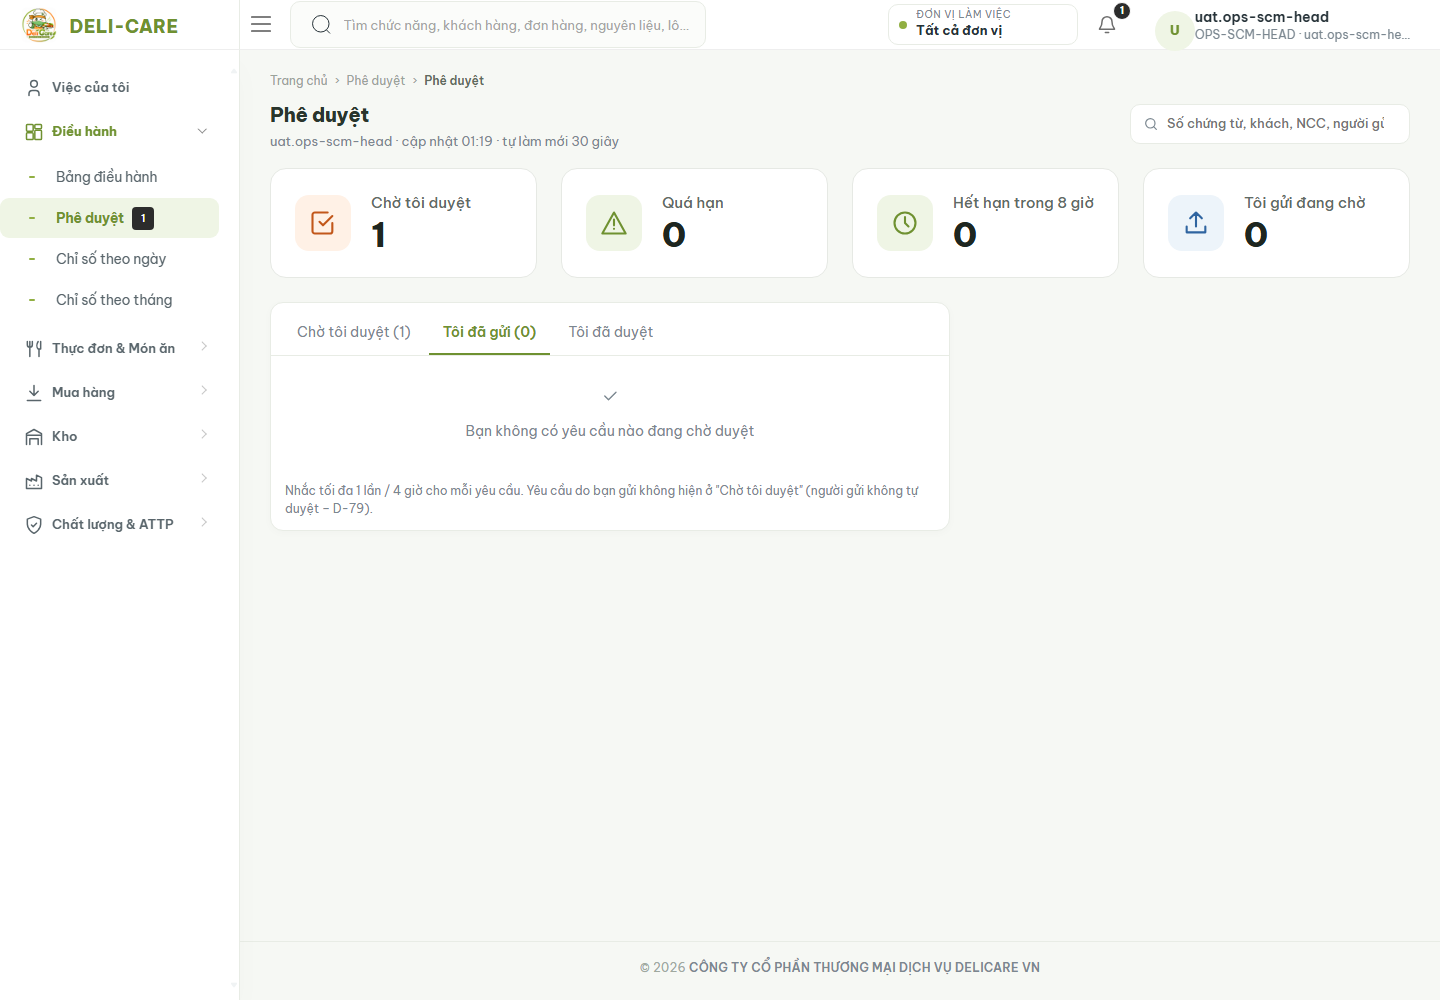 DELI-CARE
Tìm chức năng, khách hàng, đơn hàng, nguyên liệu, lô...
ĐƠN VỊ LÀM VIỆC
Tất cả đơn vị
1
U
uat.ops-scm-head
OPS-SCM-HEAD · uat.ops-scm-he...
Việc của tôi
Điều hành
Bảng điều hành
Phê duyệt 1
Chỉ số theo ngày
Chỉ số theo tháng
Thực đơn & Món ăn
Mua hàng
Kho
Sản xuất
Chất lượng & ATTP
Trang chủ › Phê duyệt › Phê duyệt
Phê duyệt
uat.ops-scm-head · cập nhật 01:19 · tự làm mới 30 giây
Số chứng từ, khách, NCC, người gử
Chờ tôi duyệt
1
Quá hạn
0
Hết hạn trong 8 giờ
0
Tôi gửi đang chờ
0
Chờ tôi duyệt (1) Tôi đã gửi (0) Tôi đã duyệt
Bạn không có yêu cầu nào đang chờ duyệt
Nhắc tối đa 1 lần / 4 giờ cho mỗi yêu cầu. Yêu cầu do bạn gửi không hiện ở "Chờ tôi duyệt" (người gửi không tự
duyệt – D-79).
© 2026 CÔNG TY CỔ PHẦN THƯƠNG MẠI DỊCH VỤ DELICARE VN